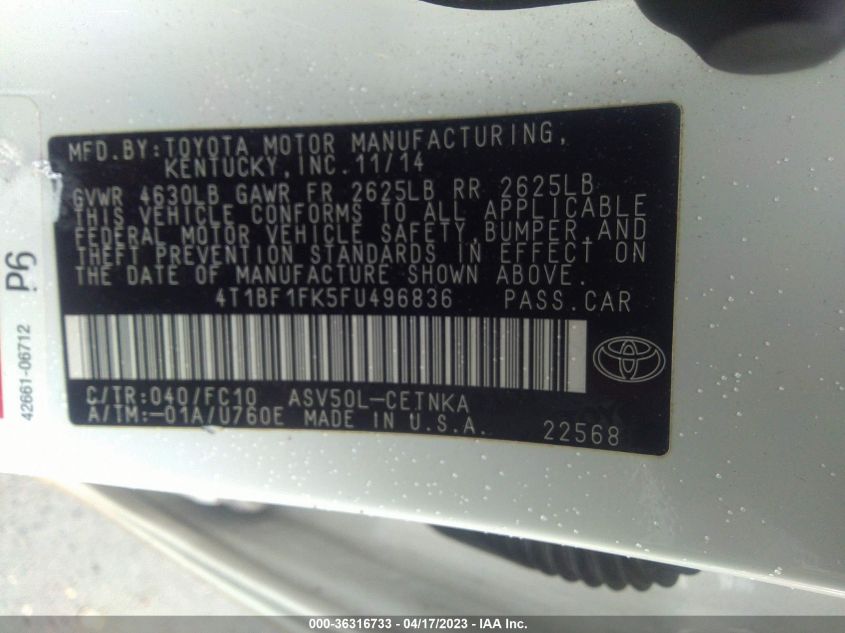 MFD.BY:TOYOTA MOTOR MANUFACTURING,
KENTUCKY,INC.11/14
GVWR 4630LB GAWR FR 2625LB RR 2625LB
THIS VEHICLE CONFORMS TO ALL APPLICABLE
FEDERAL MOTOR VEHICLE SAFETY,BUMPER,AND
THEFT PREVENTION STANDARDS IN EFFECT ON
THE DATE OF MANUFACTURE SHOWN ABOVE.
4T1BF1FK5FU496836 PASS.CAR
C/TR:040/FC10 ASV50L-CETNKA
A/TM:-01A/U760E MADE IN U.S.A.
22568
P6
42661-06712
000-36316733 - 04/17/2023 - IAA Inc.